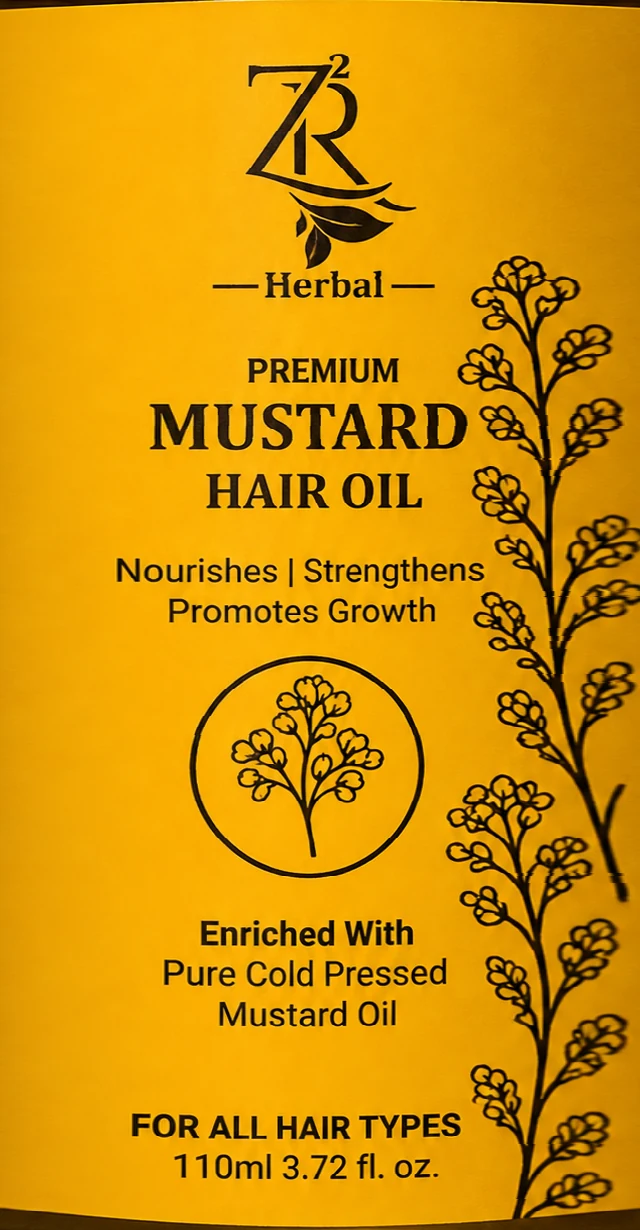 ZR²
Herbal
PREMIUM
MUSTARD
HAIR OIL
Nourishes | Strengthens
Promotes Growth
Enriched With
Pure Cold Pressed
Mustard Oil
FOR ALL HAIR TYPES
110ml 3.72 fl. oz.